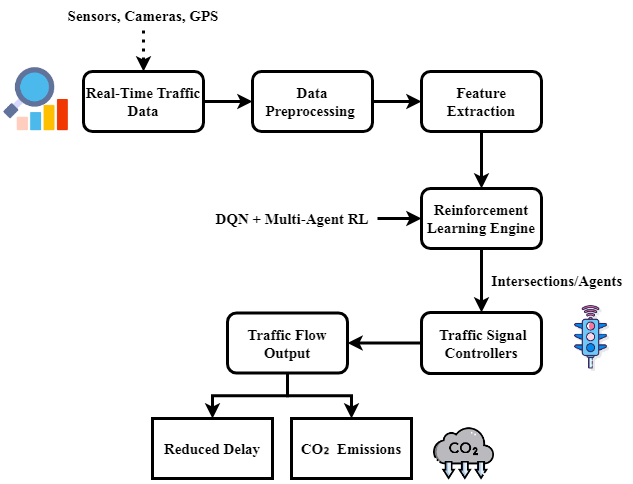 Sensors, Cameras, GPS
Real-Time Traffic
Data
Data
Preprocessing
Feature
Extraction
DQN + Multi-Agent RL
Reinforcement
Learning Engine
Intersections/Agents
Traffic Flow
Output
Traffic Signal
Controllers
Reduced Delay
CO₂ Emissions
CO₂